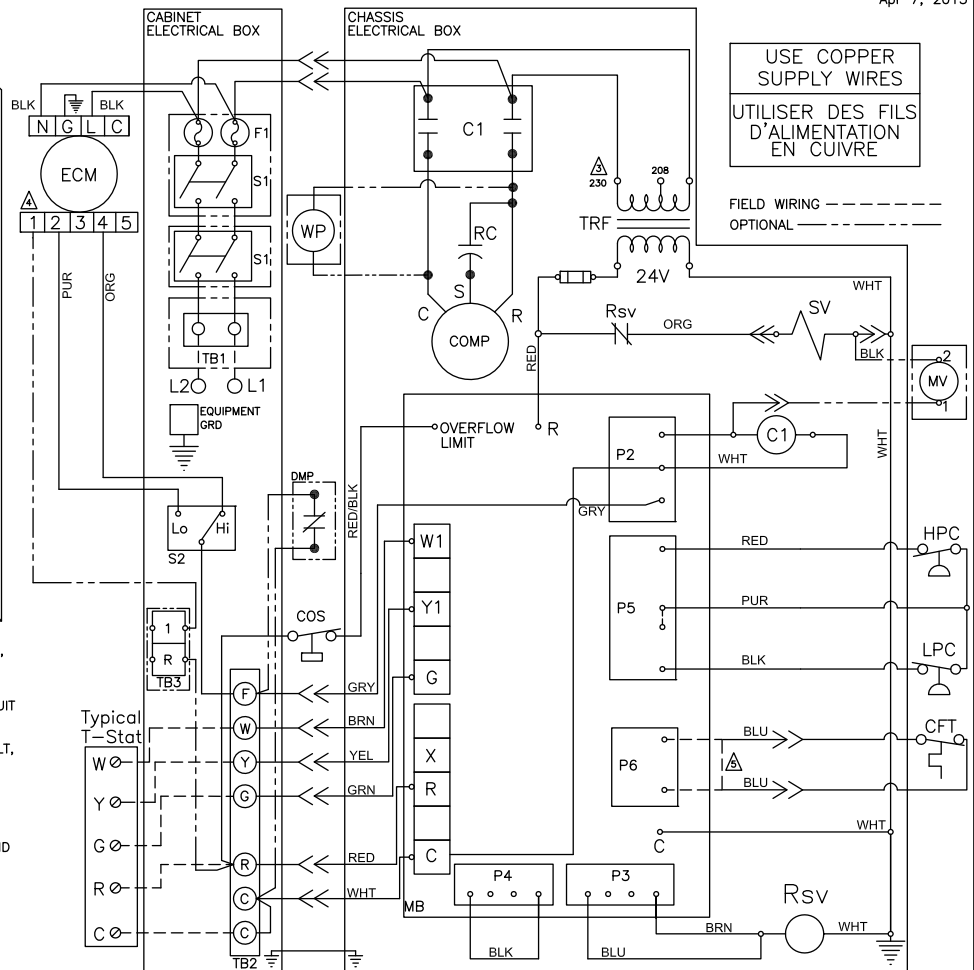 Apr 7, 2015
CABINET
ELECTRICAL BOX
CHASSIS
ELECTRICAL BOX
USE COPPER
SUPPLY WIRES
UTILISER DES FILS
D'ALIMENTATION
EN CUIVRE
FIELD WIRING
OPTIONAL
BLK
BLK
N G L C
ECM
4
1 2 3 4 5
PUR
ORG
F1
S1
S1
TB1
L2 L1
EQUIPMENT
GRD
WP
C1
RC
S
C
R
COMP
3
230
208
TRF
24V
WHT
RED
Rsv
ORG
SV
BLK
2
MV
1
WHT
OVERFLOW
LIMIT
R
P2
C1
WHT
GRY
DMP
RED/BLK
Lo Hi
S2
COS
W1
Y1
G
X
R
C
P5
RED
PUR
BLK
HPC
LPC
CFT
P6
BLU
BLU
5
C
WHT
1
R
TB3
F
W
Y
G
R
C
C
TB2
GRY
BRN
YEL
GRN
RED
WHT
UIT
LT,
ID
Typical
T-Stat
W
Y
G
R
C
P4
P3
MB
BLK
BLU
BRN
Rsv
WHT